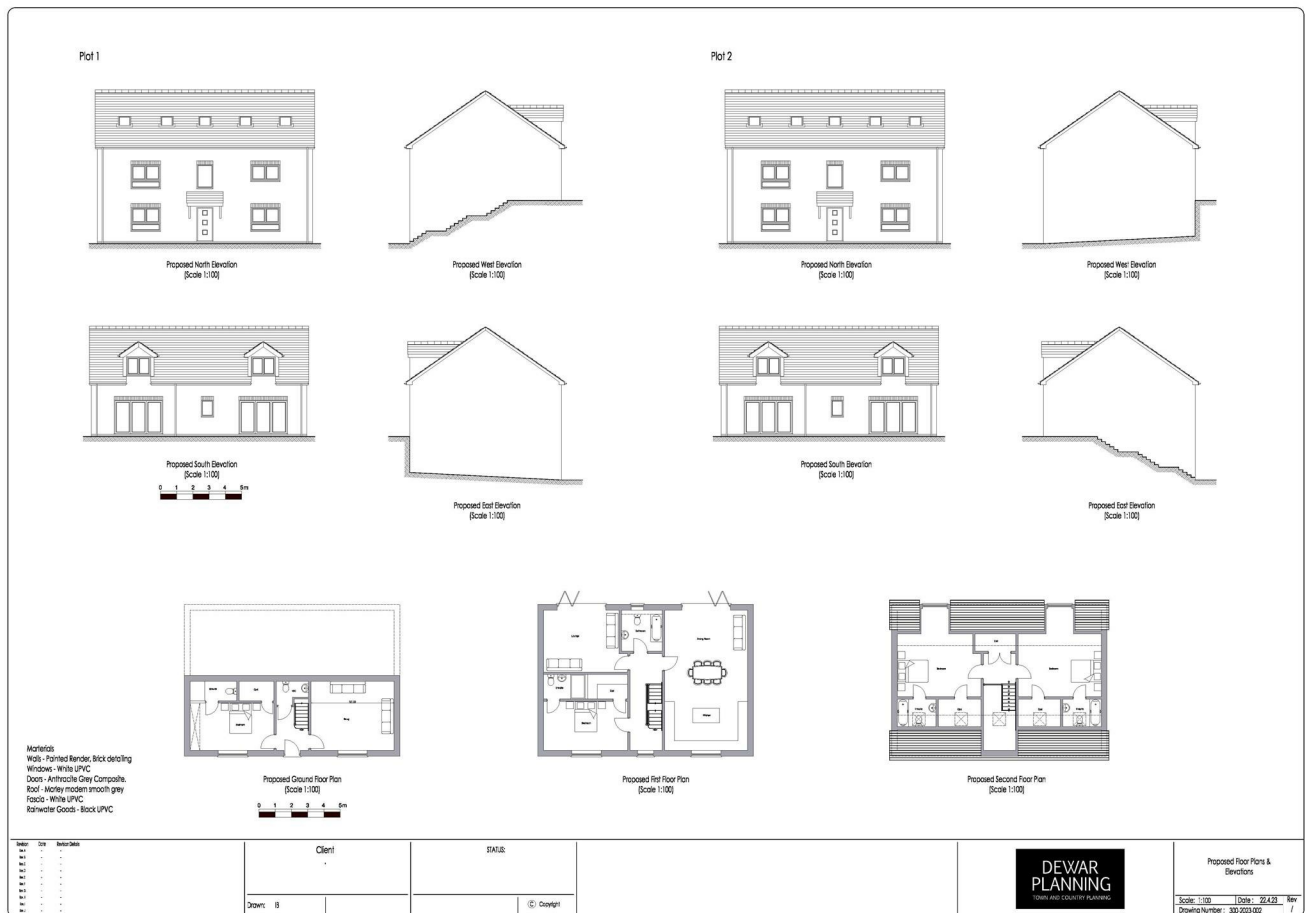 Plot 1
Plot 2
Proposed North Elevation
(Scale 1:100)
Proposed West Elevation
(Scale 1:100)
Proposed North Elevation
(Scale 1:100)
Proposed West Elevation
(Scale 1:100)
Proposed South Elevation
(Scale 1:100)
0 1 2 3 4 5m
Proposed East Elevation
(Scale 1:100)
Proposed South Elevation
(Scale 1:100)
Proposed East Elevation
(Scale 1:100)
Proposed Ground Floor Plan
(Scale 1:100)
0 1 2 3 4 5m
Proposed First Floor Plan
(Scale 1:100)
Proposed Second Floor Plan
(Scale 1:100)
Materials
Walls - Painted Render, Brick detailing
Windows - White UPVC
Doors - Anthracite Grey Composite.
Roof - Marley modern smooth grey
Fascia - White UPVC
Rainwater Goods - Black UPVC
Revision Date Revision Details
Client
STATUS:
Drawn: IB
© Copyright
DEWAR
PLANNING
TOWN AND COUNTRY PLANNING
Proposed Floor Plans &
Elevations
Scale: 1:100 Date: 22.4.23 Rev
Drawing Number: 300-2023-002 /